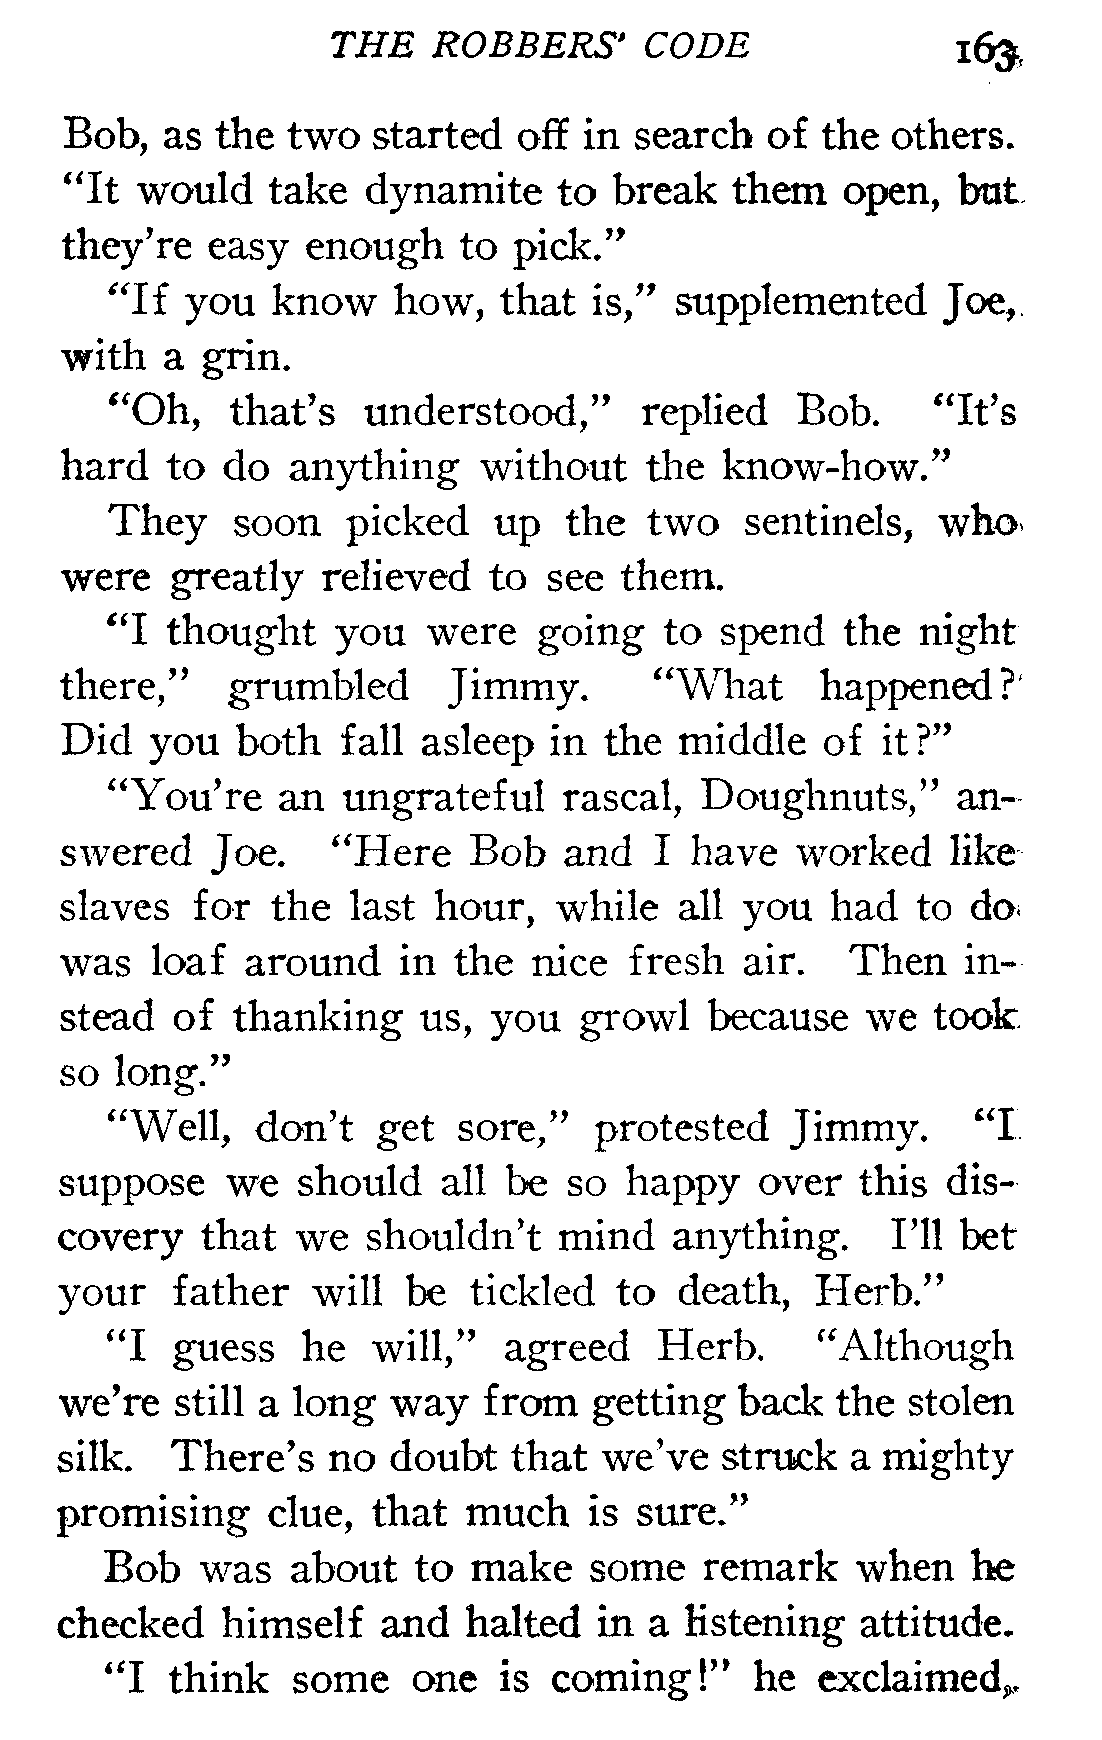 THE ROBBERS' CODE 163
Bob, as the two started off in search of the others.
"It would take dynamite to break them open, but
they're easy enough to pick."
"If you know how, that is," supplemented Joe,
with a grin.
"Oh, that's understood," replied Bob. "It's
hard to do anything without the know-how."
They soon picked up the two sentinels, who
were greatly relieved to see them.
"I thought you were going to spend the night
there," grumbled Jimmy. "What happened?
Did you both fall asleep in the middle of it?"
"You're an ungrateful rascal, Doughnuts," an-
swered Joe. "Here Bob and I have worked like
slaves for the last hour, while all you had to do
was loaf around in the nice fresh air. Then in-
stead of thanking us, you growl because we took
so long."
"Well, don't get sore," protested Jimmy. "I
suppose we should all be so happy over this dis-
covery that we shouldn't mind anything. I'll bet
your father will be tickled to death, Herb."
"I guess he will," agreed Herb. "Although
we're still a long way from getting back the stolen
silk. There's no doubt that we've struck a mighty
promising clue, that much is sure."
Bob was about to make some remark when he
checked himself and halted in a listening attitude.
"I think some one is coming!" he exclaimed,